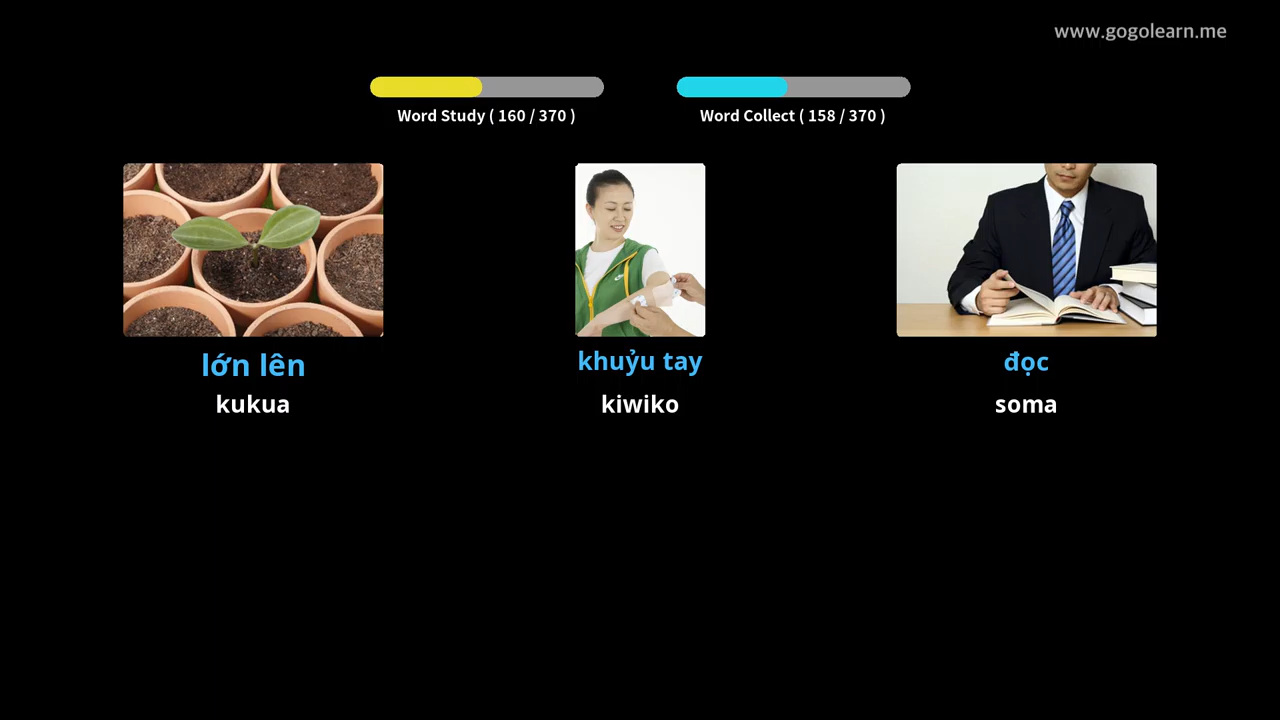 www.gogolearn.me
Word Study ( 160 / 370 )
Word Collect ( 158 / 370 )
lớn lên
kukua
khuỷu tay
kiwiko
đọc
soma